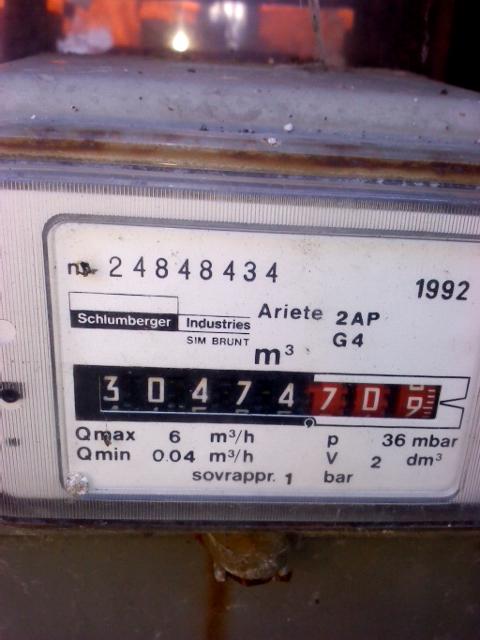 n. 24848434
1992
Schlumberger Industries
SIM BRUNT
Ariete 2AP
G4
m³
30474709
Qmax 6 m³/h p 36 mbar
Qmin 0.04 m³/h V 2 dm³
sovrappr. 1 bar